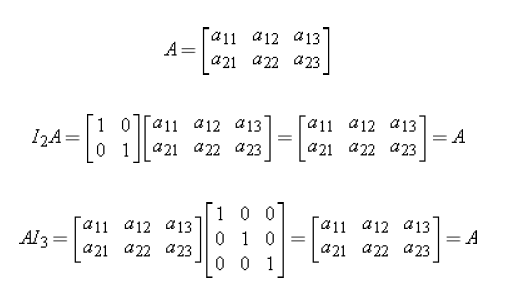 A = [a11 a12 a13
a21 a22 a23]
I2A = [1 0
0 1] [a11 a12 a13
a21 a22 a23] = [a11 a12 a13
a21 a22 a23] = A
AI3 = [a11 a12 a13
a21 a22 a23] [1 0 0
0 1 0
0 0 1] = [a11 a12 a13
a21 a22 a23] = A